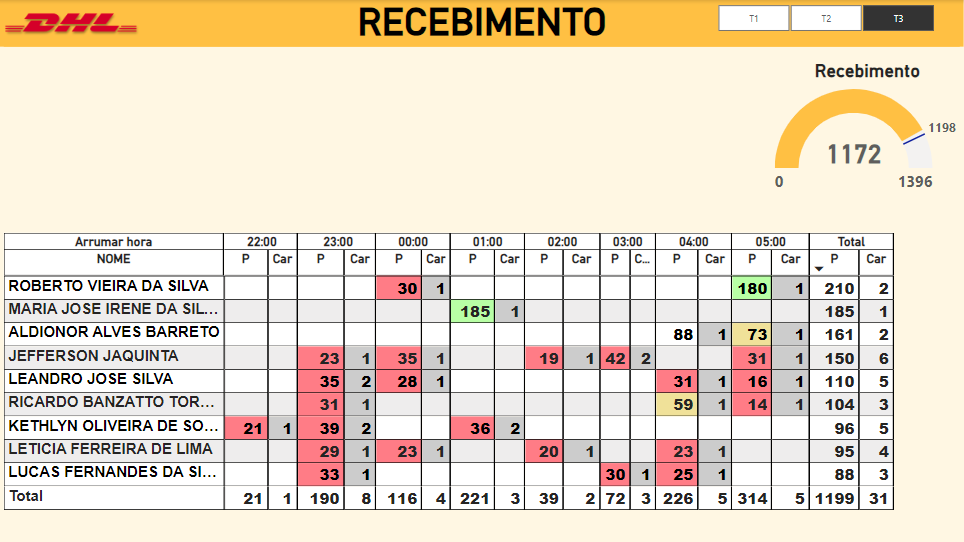 DHL RECEBIMENTO T1 T2 T3
Recebimento
1198
1172
0 1396
Arrumar hora 22:00 23:00 00:00 01:00 02:00 03:00 04:00 05:00 Total
NOME P Car P Car P Car P Car P Car P C... P Car P Car P Car
ROBERTO VIEIRA DA SILVA 30 1 180 1 210 2
MARIA JOSE IRENE DA SIL... 185 1 185 1
ALDIONOR ALVES BARRETO 88 1 73 1 161 2
JEFFERSON JAQUINTA 23 1 35 1 19 1 42 2 31 1 150 6
LEANDRO JOSE SILVA 35 2 28 1 31 1 16 1 110 5
RICARDO BANZATTO TOR... 31 1 59 1 14 1 104 3
KETHLYN OLIVEIRA DE SO... 21 1 39 2 36 2 96 5
LETICIA FERREIRA DE LIMA 29 1 23 1 20 1 23 1 95 4
LUCAS FERNANDES DA SI... 33 1 30 1 25 1 88 3
Total 21 1 190 8 116 4 221 3 39 2 72 3 226 5 314 5 1199 31